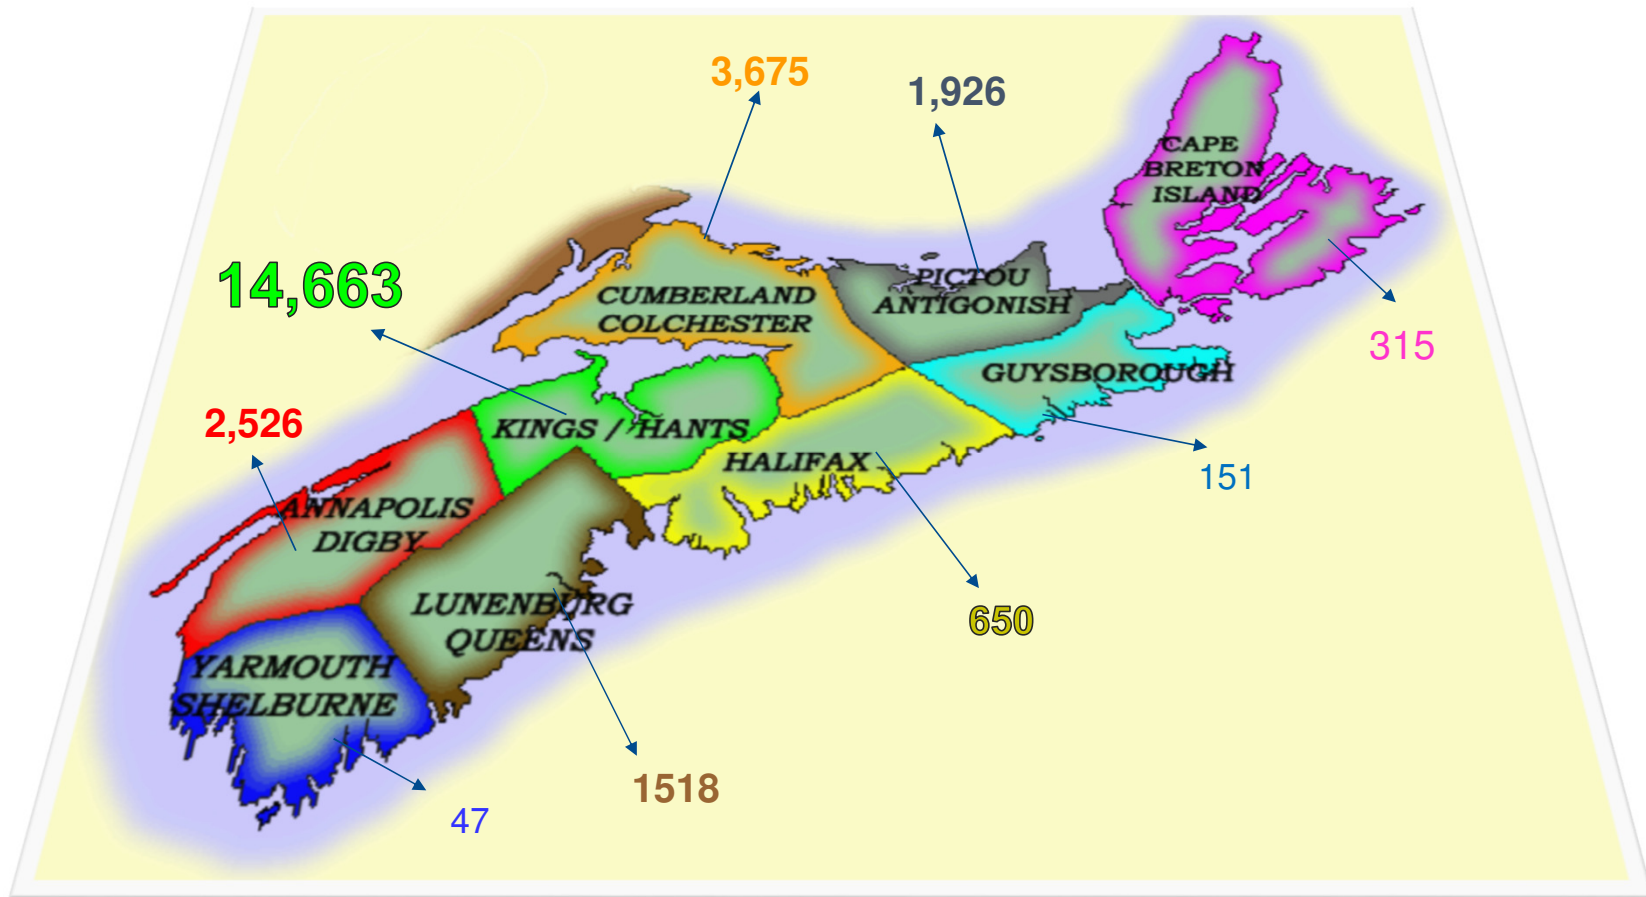 3,675
1,926
CAPE
BRETON
ISLAND
14,663
PICTOU
ANTIGONISH
CUMBERLAND
COLCHESTER
315
GUYSBOROUGH
2,526
KINGS / HANTS
HALIFAX
151
ANNAPOLIS
DIGBY
LUNENBURG
QUEENS
650
YARMOUTH
SHELBURNE
1518
47